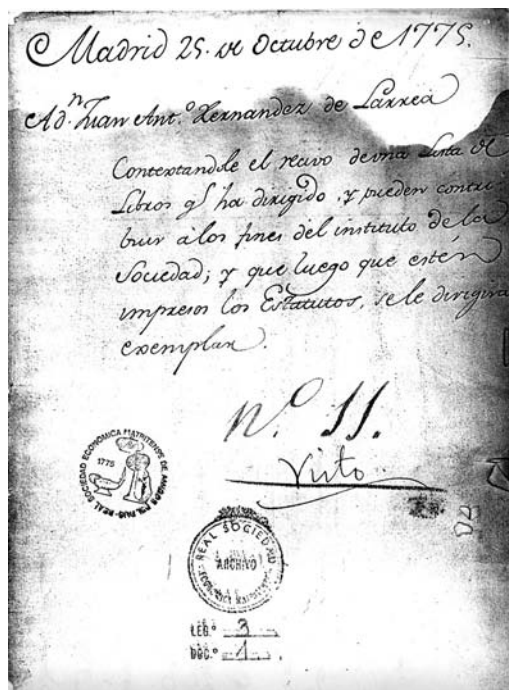 Madrid 25. de Octubre de 1775.
A d.n Juan Ant.o Hernandez de Larrea
Contextandole el recivo de una Lista de
Libros q.e ha dirigido, y pueden contri
buir a los fines del instituto de la
Sociedad; y que luego que estén
impresos los Estatutos, se le dirigira
exemplar.
N.o 11.
Visto
REAL SOCIEDAD ECONOMICA MATRITENSE DE AMIGOS DEL PAIS
1775
REAL SOCIEDAD
ARCHIVO
LEG.o 3
DOC.o 1